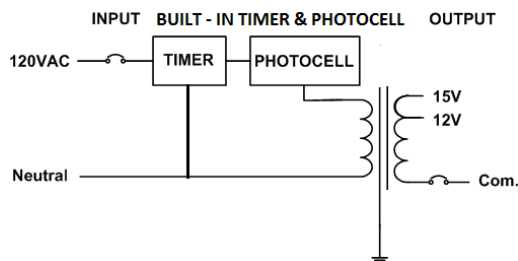 INPUT BUILT - IN TIMER & PHOTOCELL OUTPUT
120VAC TIMER PHOTOCELL
15V
12V
Neutral Com.